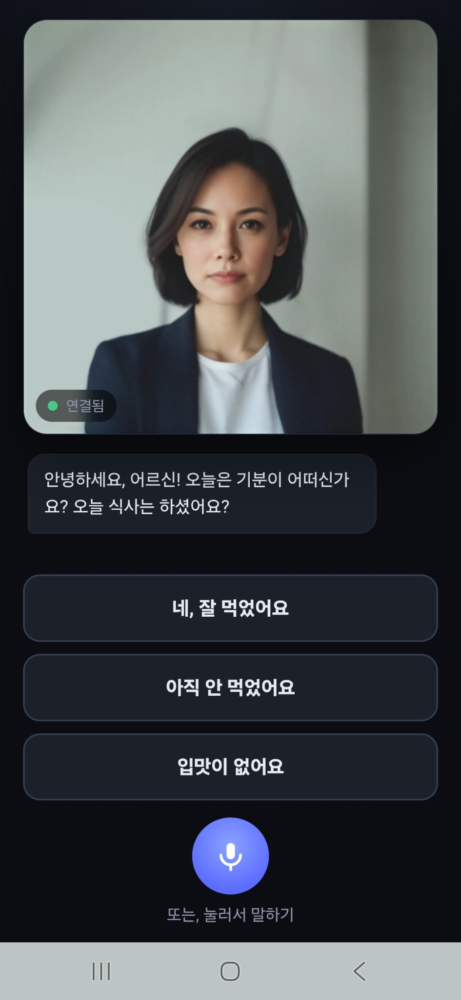 연결됨
안녕하세요, 어르신! 오늘은 기분이 어떠신가
요? 오늘 식사는 하셨어요?
네, 잘 먹었어요
아직 안 먹었어요
입맛이 없어요
또는, 눌러서 말하기